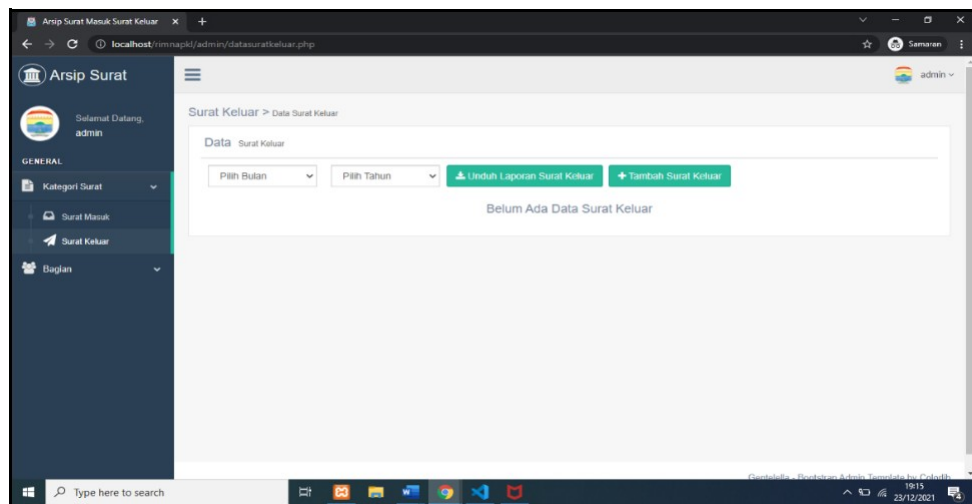 Arsip Surat Masuk Surat Keluar
localhost/rimnapkl/admin/datasuratkeluar.php
Samaran
Arsip Surat
admin
Selamat Datang,
admin
Surat Keluar > Data Surat Keluar
Data Surat Keluar
GENERAL
Pilih Bulan
Pilih Tahun
Unduh Laporan Surat Keluar
Tambah Surat Keluar
Kategori Surat
Belum Ada Data Surat Keluar
Surat Masuk
Surat Keluar
Bagian
Gentelella - Bootstrap Admin Template by Colorlib
Type here to search
19:15
23/12/2021